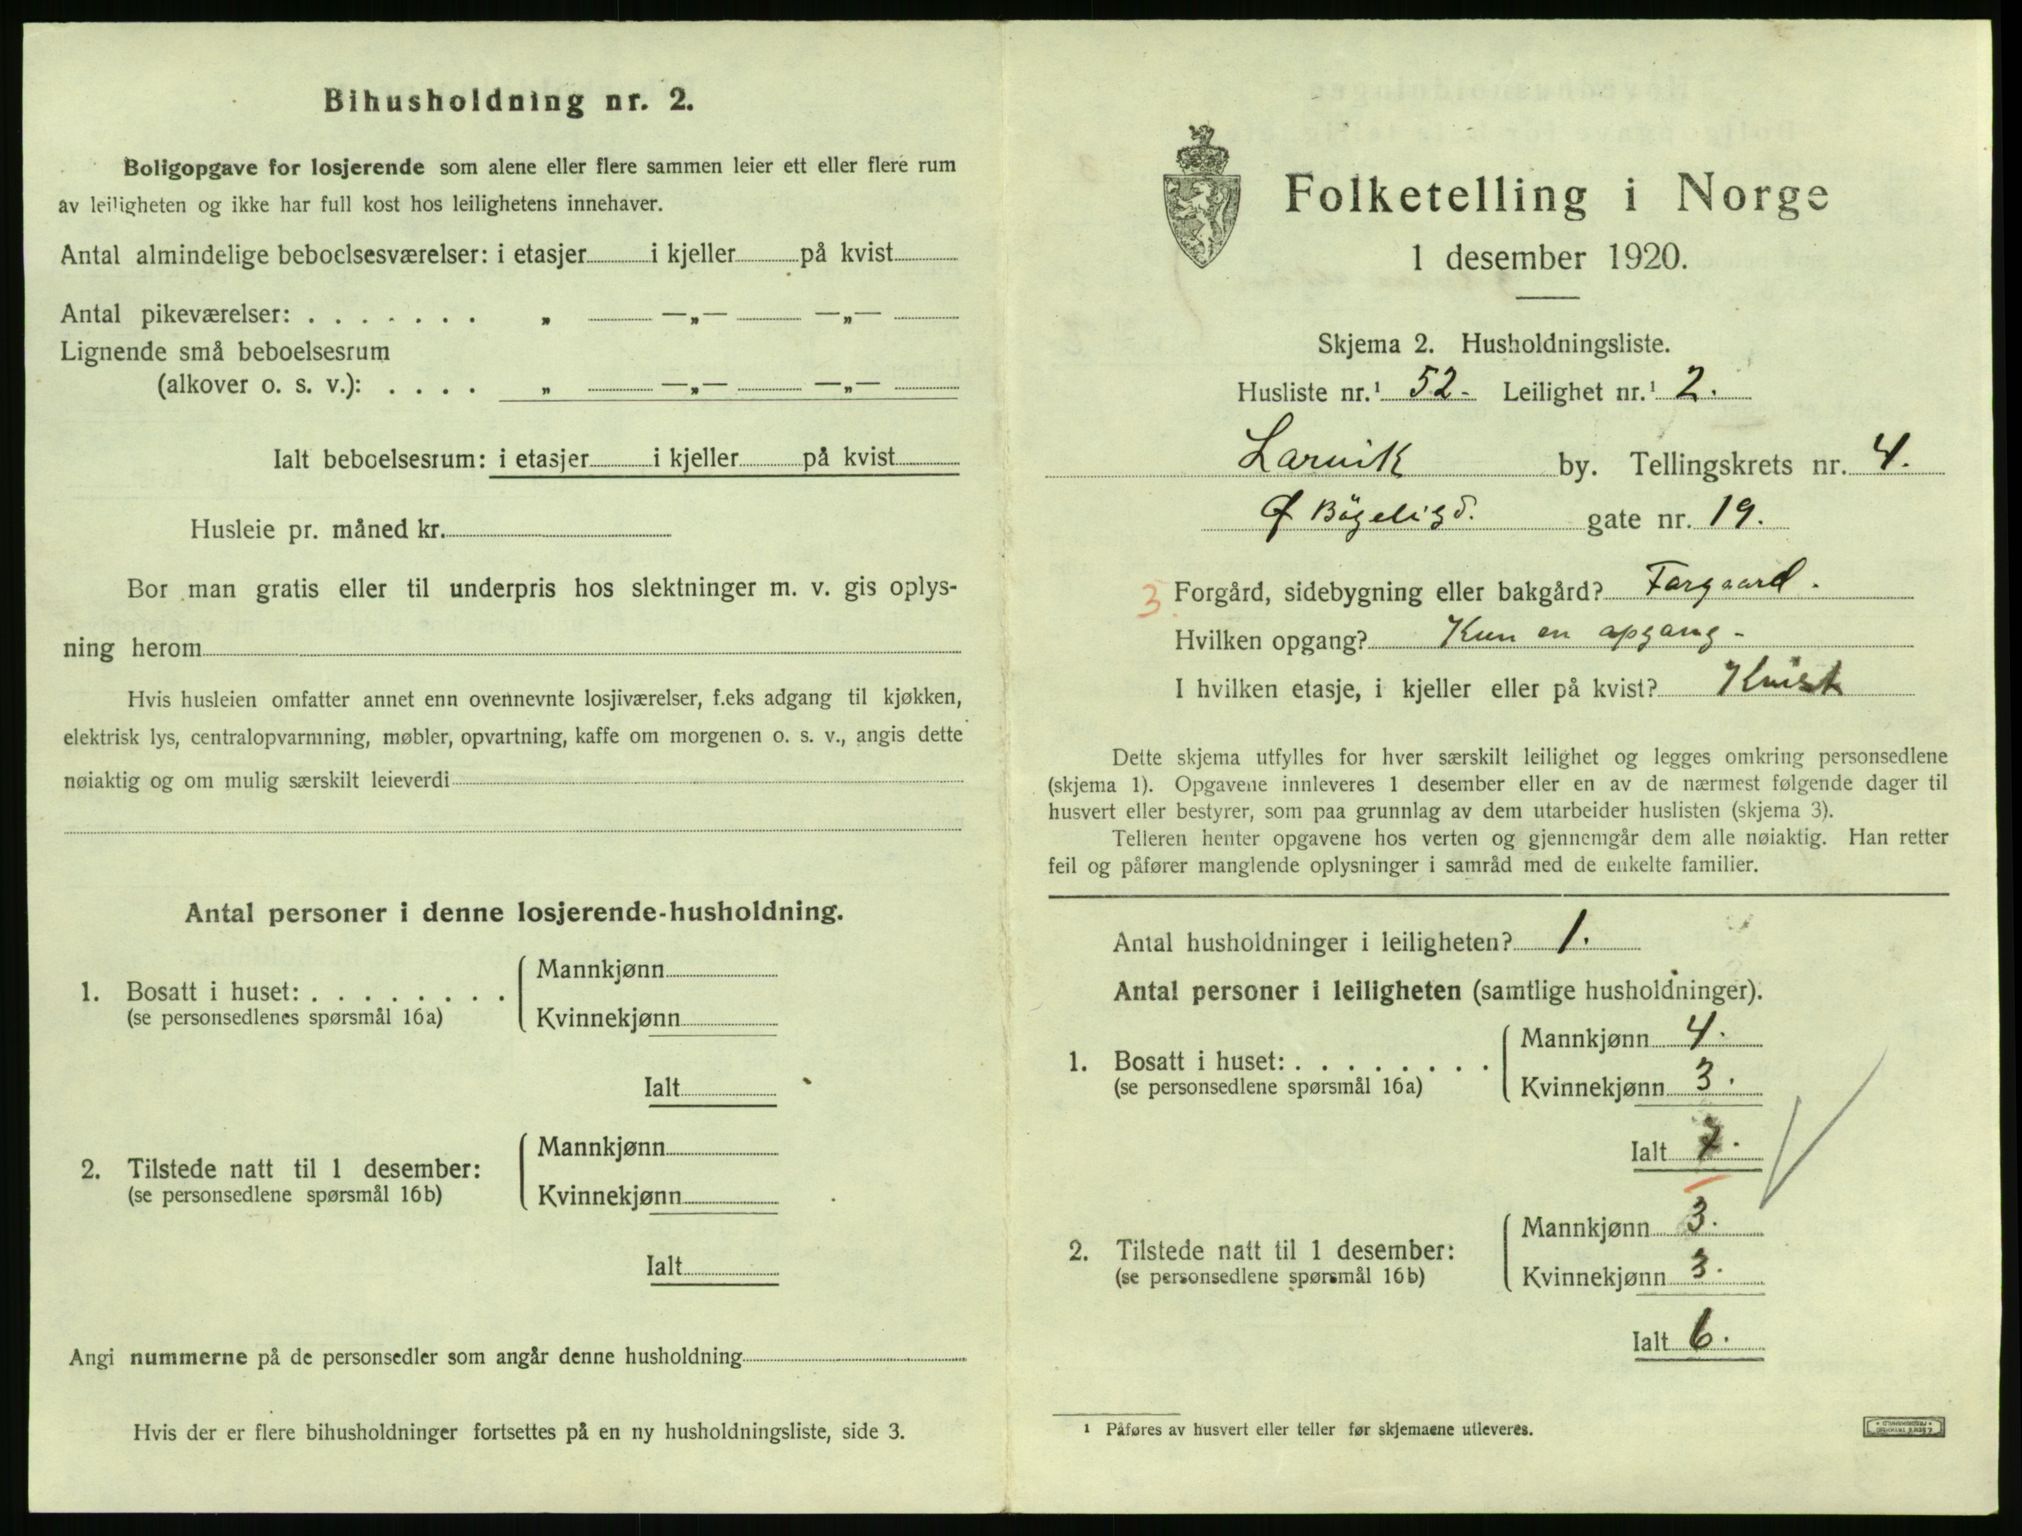 Bihusholdning nr. 2.
Boligopgave for losjerende som alene eller flere sammen leier ett eller flere rum
av leiligheten og ikke har full kost hos leilighetens innehaver.
Antal almindelige beboelsesværelser: i etasjer i kjeller på kvist
Antal pikeværelser: . . . . . . . „ —„— —„—
Lignende små beboelsesrum
(alkover o. s. v.): . . . . „ —„— —„—
Ialt beboelsesrum: i etasjer i kjeller på kvist
Husleie pr. måned kr.
Bor man gratis eller til underpris hos slektninger m. v. gis oplys-
ning herom
Hvis husleien omfatter annet enn ovennevnte losjiværelser, f.eks adgang til kjøkken,
elektrisk lys, centralopvarmning, møbler, opvartning, kaffe om morgenen o. s. v., angis dette
nøiaktig og om mulig særskilt leieverdi
Antal personer i denne losjerende-husholdning.
1. Bosatt i huset: . . . . . . . .
(se personsedlenes spørsmål 16a)
Mannkjønn
Kvinnekjønn
Ialt
2. Tilstede natt til 1 desember:
(se personsedlene spørsmål 16b)
Mannkjønn
Kvinnekjønn
Ialt
Angi nummerne på de personsedler som angår denne husholdning
Hvis der er flere bihusholdninger fortsettes på en ny husholdningsliste, side 3.
Folketelling i Norge
1 desember 1920.
Skjema 2. Husholdningsliste.
Husliste nr.¹ 52- Leilighet nr.¹ 2.
Larvik by. Tellingskrets nr. 4.
Ø Bøgeligd. gate nr. 19.
3 Forgård, sidebygning eller bakgård? Forgaard.
Hvilken opgang? Kun en opgang-
I hvilken etasje, i kjeller eller på kvist? Kvist
Dette skjema utfylles for hver særskilt leilighet og legges omkring personsedlene
(skjema 1). Opgavene innleveres 1 desember eller en av de nærmest følgende dager til
husvert eller bestyrer, som paa grunnlag av dem utarbeider huslisten (skjema 3).
Telleren henter opgavene hos verten og gjennemgår dem alle nøiaktig. Han retter
feil og påfører manglende oplysninger i samråd med de enkelte familier.
Antal husholdninger i leiligheten? 1.
Antal personer i leiligheten (samtlige husholdninger).
1. Bosatt i huset: . . . . . . . .
(se personsedlene spørsmål 16a)
Mannkjønn 4.
Kvinnekjønn 3.
Ialt 7.
2. Tilstede natt til 1 desember:
(se personsedlene spørsmål 16b)
Mannkjønn 3.
Kvinnekjønn 3.
Ialt 6.
¹ Påføres av husvert eller teller før skjemaene utleveres.